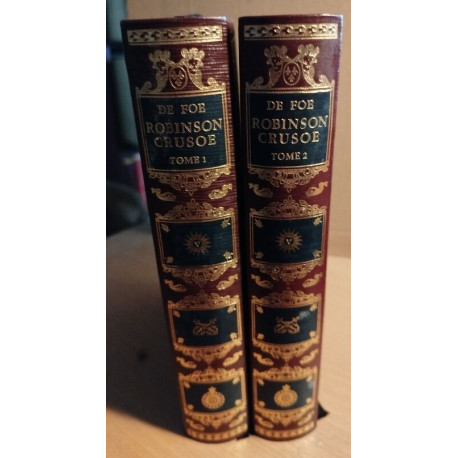 DE FOE
ROBINSON
CRUSOE
TOME 1
V
DE FOE
ROBINSON
CRUSOE
TOME 2
V